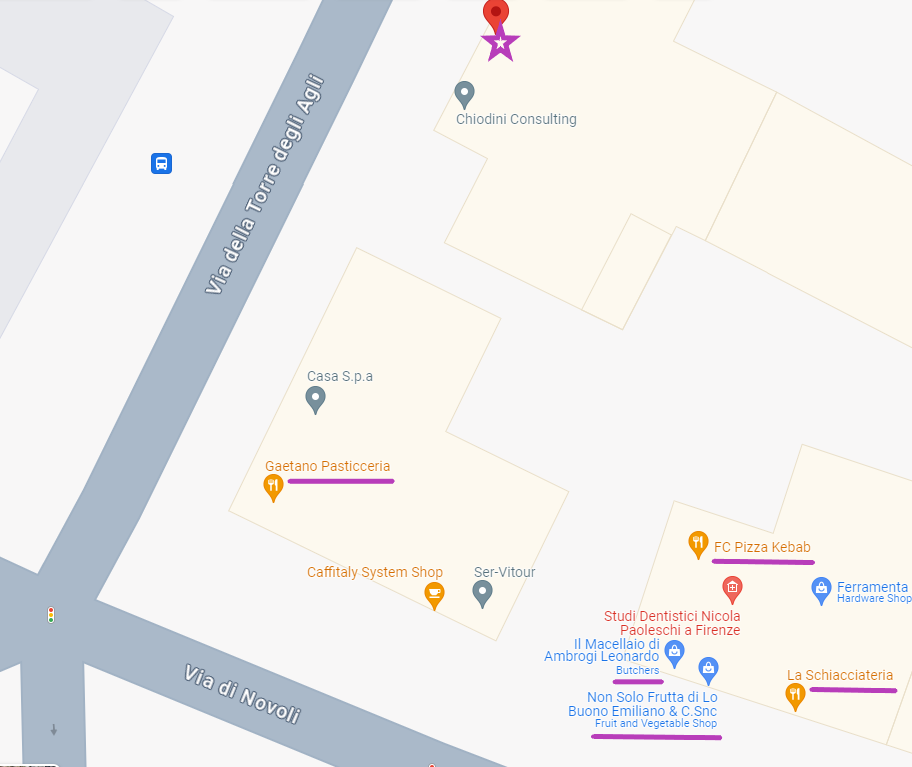 Via della Torre degli Agli
Chiodini Consulting
Casa S.p.a
Gaetano Pasticceria
Caffitaly System Shop
Ser-Vitour
FC Pizza Kebab
Ferramenta
Hardware Shop
Studi Dentistici Nicola
Paoleschi a Firenze
Il Macellaio di
Ambrogi Leonardo
Butchers
La Schiacciateria
Non Solo Frutta di Lo
Buono Emiliano & C.Snc
Fruit and Vegetable Shop
Via di Novoli